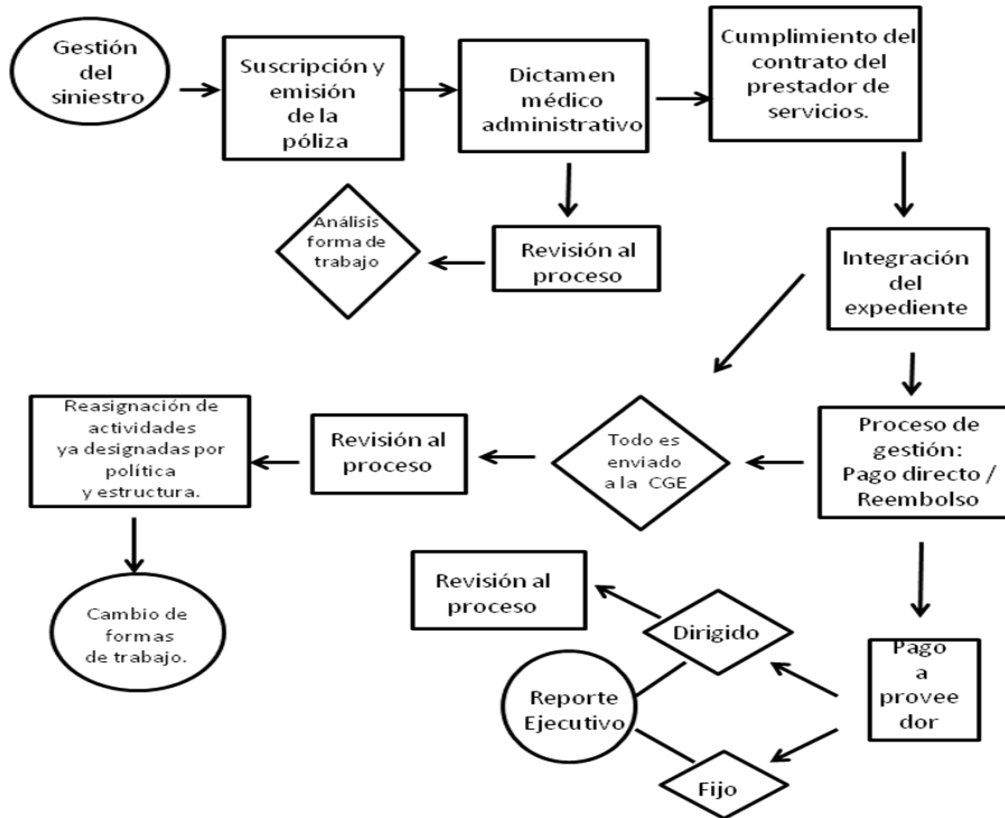 Gestión
del
siniestro
Suscripción y
emisión
de la
póliza
Dictamen
médico
administrativo
Cumplimiento del
contrato del
prestador de
servicios.
Análisis
forma de
trabajo
Revisión al
proceso
Integración
del
expediente
Reasignación de
actividades
ya designadas por
política
y estructura.
Revisión al
proceso
Todo es
enviado
a la CGE
Proceso de
gestión:
Pago directo /
Reembolso
Cambio de
formas
de trabajo.
Revisión al
proceso
Dirigido
Reporte
Ejecutivo
Fijo
Pago
a
provee
dor